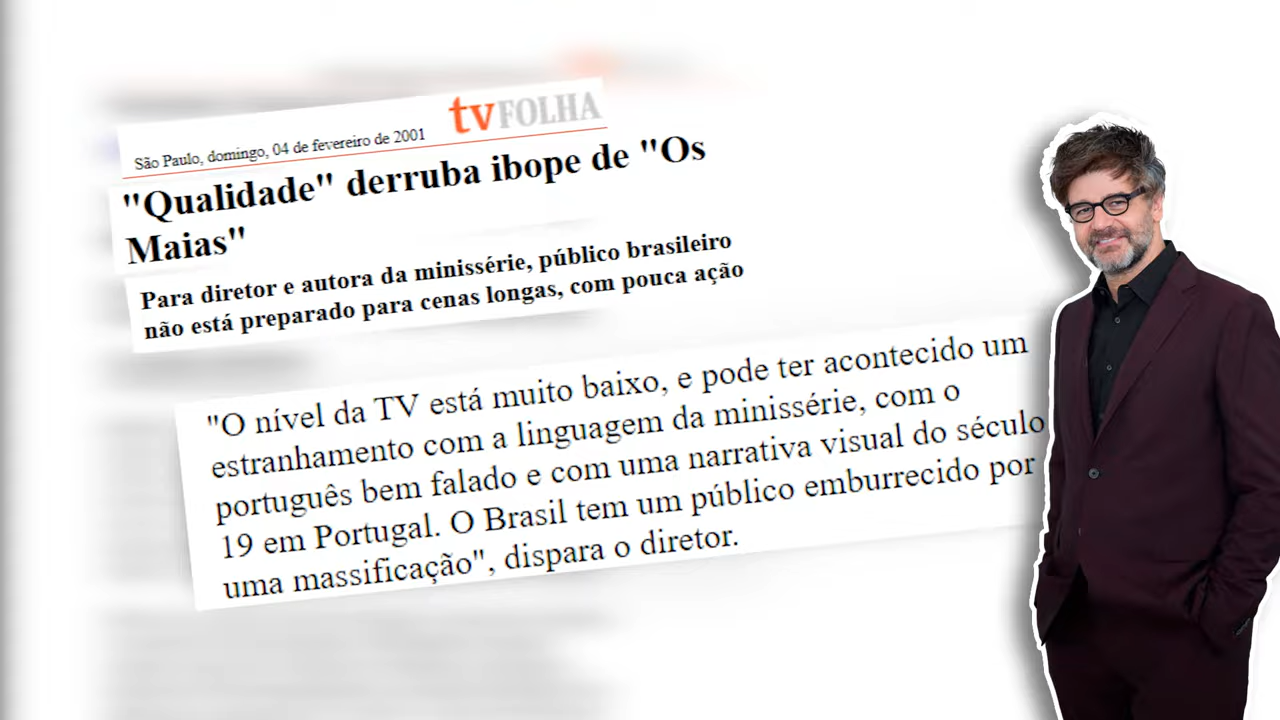 tvFOLHA
São Paulo, domingo, 04 de fevereiro de 2001
"Qualidade" derruba ibope de "Os
Maias"
Para diretor e autora da minissérie, público brasileiro
não está preparado para cenas longas, com pouca ação
"O nível da TV está muito baixo, e pode ter acontecido um
estranhamento com a linguagem da minissérie, com o
português bem falado e com uma narrativa visual do século
19 em Portugal. O Brasil tem um público emburrecido por
uma massificação", dispara o diretor.